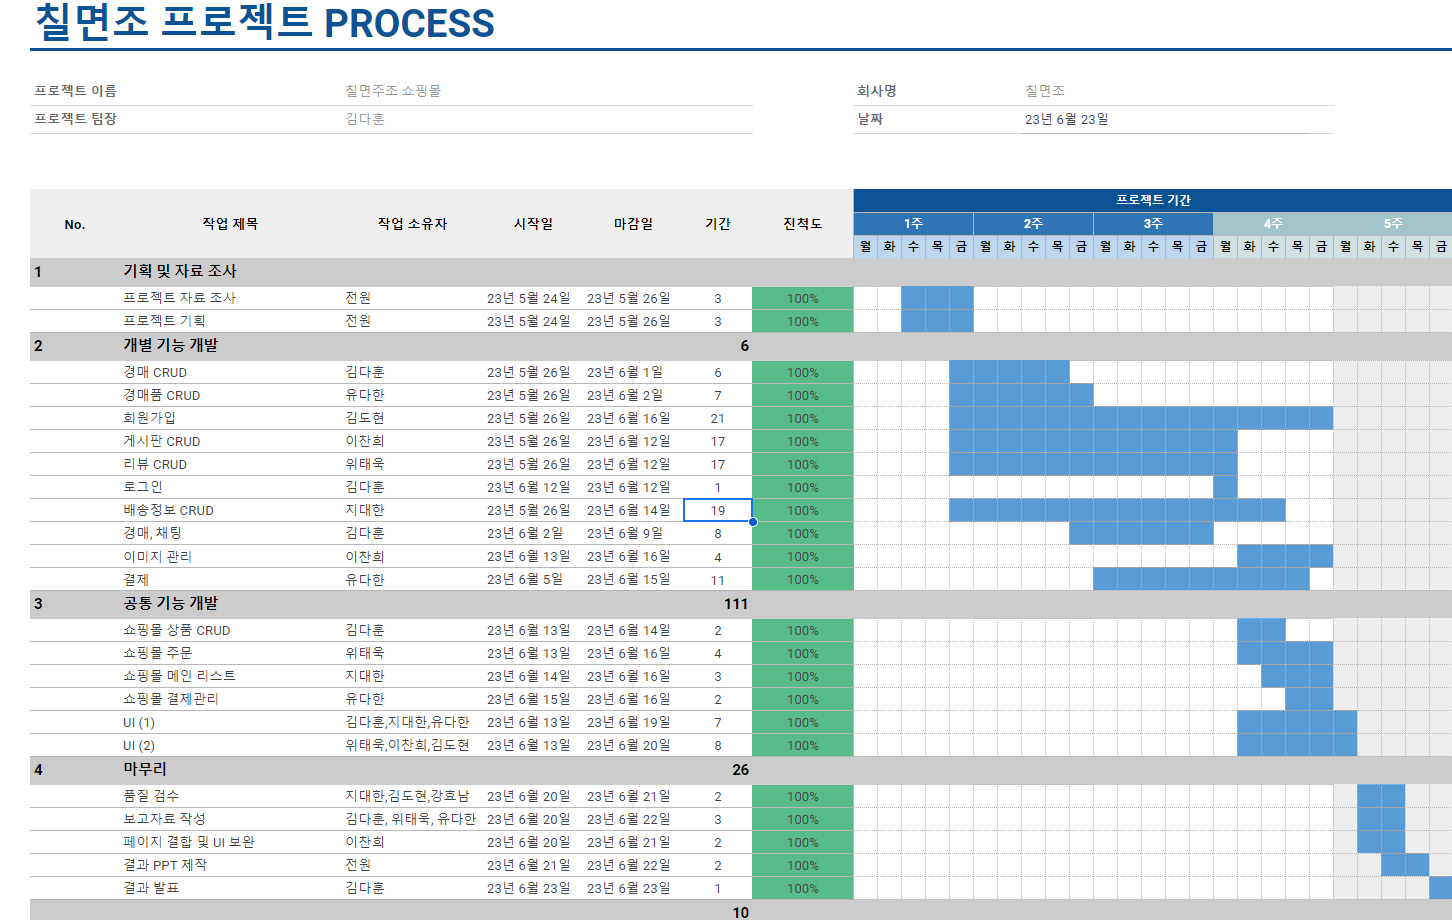 칠면조 프로젝트 PROCESS
프로젝트 이름 칠면주조 쇼핑몰 회사명 칠면조
프로젝트 팀장 김다훈 날짜 23년 6월 23일
프로젝트 기간
No. 작업 제목 작업 소유자 시작일 마감일 기간 진척도 1주 2주 3주 4주 5주
월 화 수 목 금 월 화 수 목 금 월 화 수 목 금 월 화 수 목 금 월 화 수 목 금
1 기획 및 자료 조사
프로젝트 자료 조사 전원 23년 5월 24일 23년 5월 26일 3 100%
프로젝트 기획 전원 23년 5월 24일 23년 5월 26일 3 100%
2 개별 기능 개발 6
경매 CRUD 김다훈 23년 5월 26일 23년 6월 1일 6 100%
경매품 CRUD 유다한 23년 5월 26일 23년 6월 2일 7 100%
회원가입 김도현 23년 5월 26일 23년 6월 16일 21 100%
게시판 CRUD 이찬희 23년 5월 26일 23년 6월 12일 17 100%
리뷰 CRUD 위태욱 23년 5월 26일 23년 6월 12일 17 100%
로그인 김다훈 23년 6월 12일 23년 6월 12일 1 100%
배송정보 CRUD 지대한 23년 5월 26일 23년 6월 14일 19 100%
경매, 채팅 김다훈 23년 6월 2일 23년 6월 9일 8 100%
이미지 관리 이찬희 23년 6월 13일 23년 6월 16일 4 100%
결제 유다한 23년 6월 5일 23년 6월 15일 11 100%
3 공통 기능 개발 111
쇼핑몰 상품 CRUD 김다훈 23년 6월 13일 23년 6월 14일 2 100%
쇼핑몰 주문 위태욱 23년 6월 13일 23년 6월 16일 4 100%
쇼핑몰 메인 리스트 지대한 23년 6월 14일 23년 6월 16일 3 100%
쇼핑몰 결제관리 유다한 23년 6월 15일 23년 6월 16일 2 100%
UI (1) 김다훈,지대한,유다한 23년 6월 13일 23년 6월 19일 7 100%
UI (2) 위태욱,이찬희,김도현 23년 6월 13일 23년 6월 20일 8 100%
4 마무리 26
품질 검수 지대한,김도현,강효남 23년 6월 20일 23년 6월 21일 2 100%
보고자료 작성 김다훈, 위태욱, 유다한 23년 6월 20일 23년 6월 22일 3 100%
페이지 결합 및 UI 보완 이찬희 23년 6월 20일 23년 6월 21일 2 100%
결과 PPT 제작 전원 23년 6월 21일 23년 6월 22일 2 100%
결과 발표 김다훈 23년 6월 23일 23년 6월 23일 1 100%
10